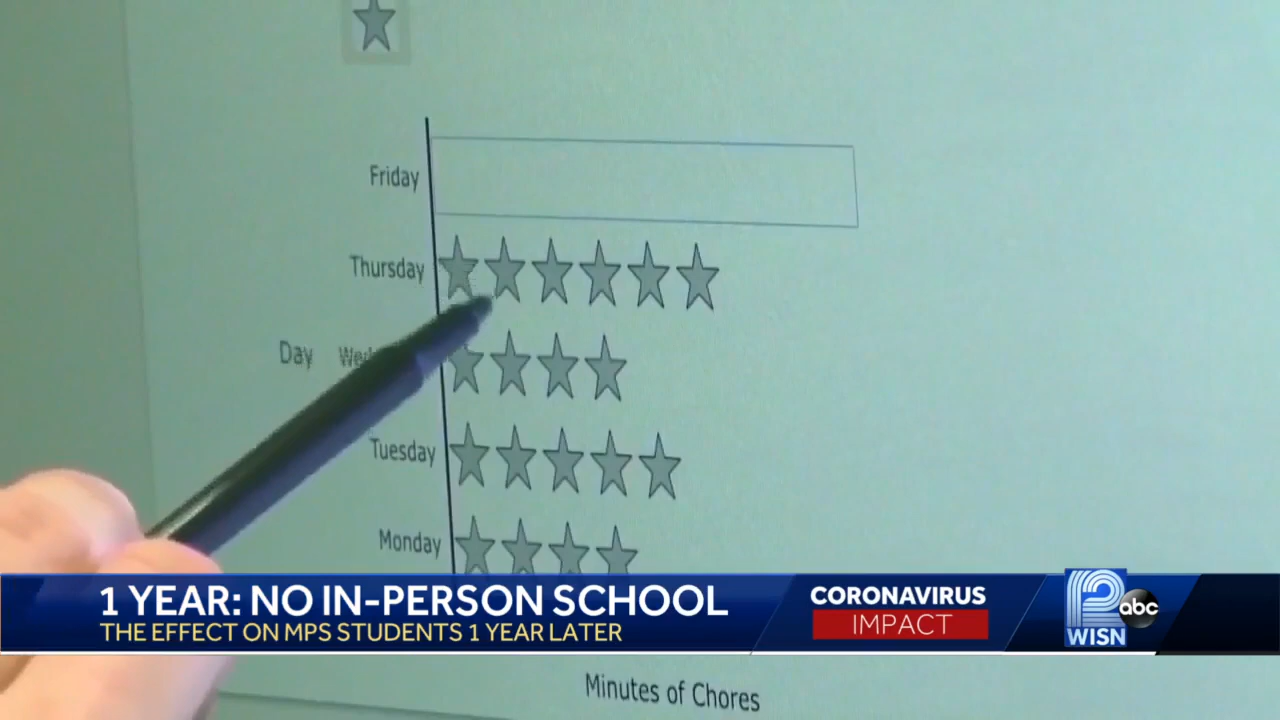 Friday
Thursday
Day
Tuesday
Monday
1 YEAR: NO IN-PERSON SCHOOL
THE EFFECT ON MPS STUDENTS 1 YEAR LATER
CORONAVIRUS
IMPACT
12
abc
WISN
Minutes of Chores